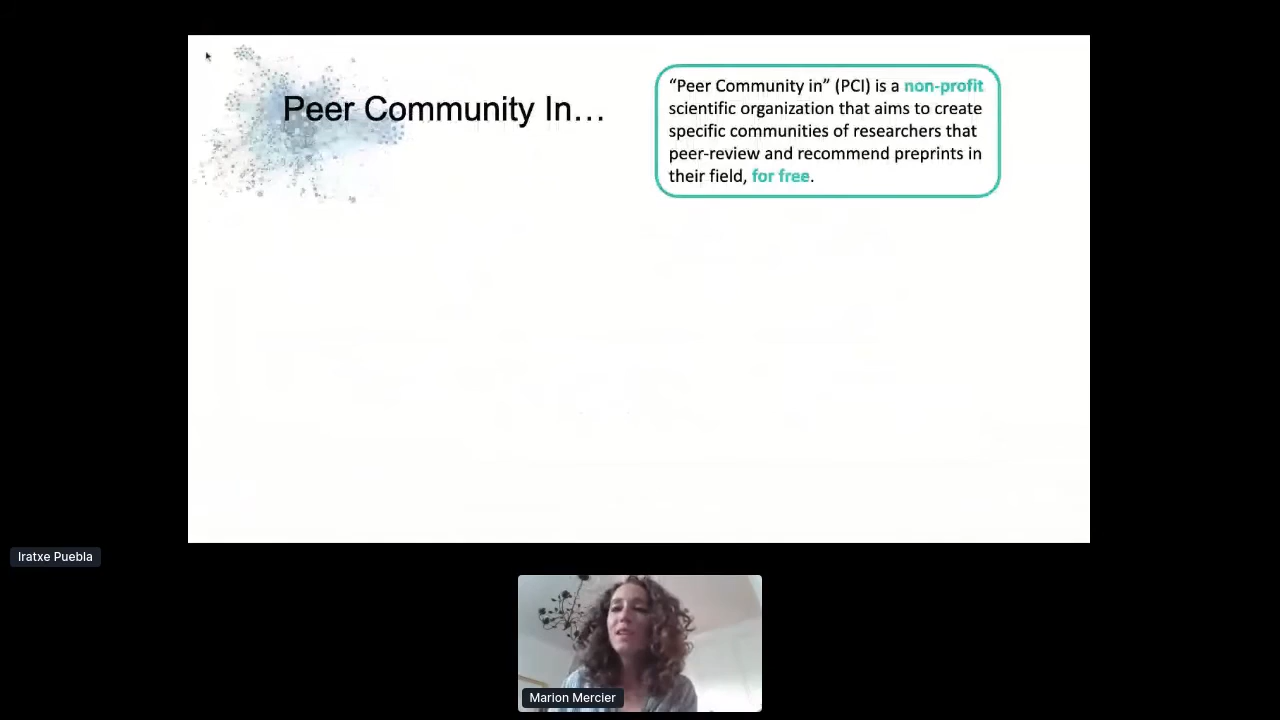 Peer Community In...
“Peer Community in” (PCI) is a non-profit
scientific organization that aims to create
specific communities of researchers that
peer-review and recommend preprints in
their field, for free.
Iratxe Puebla
Marion Mercier